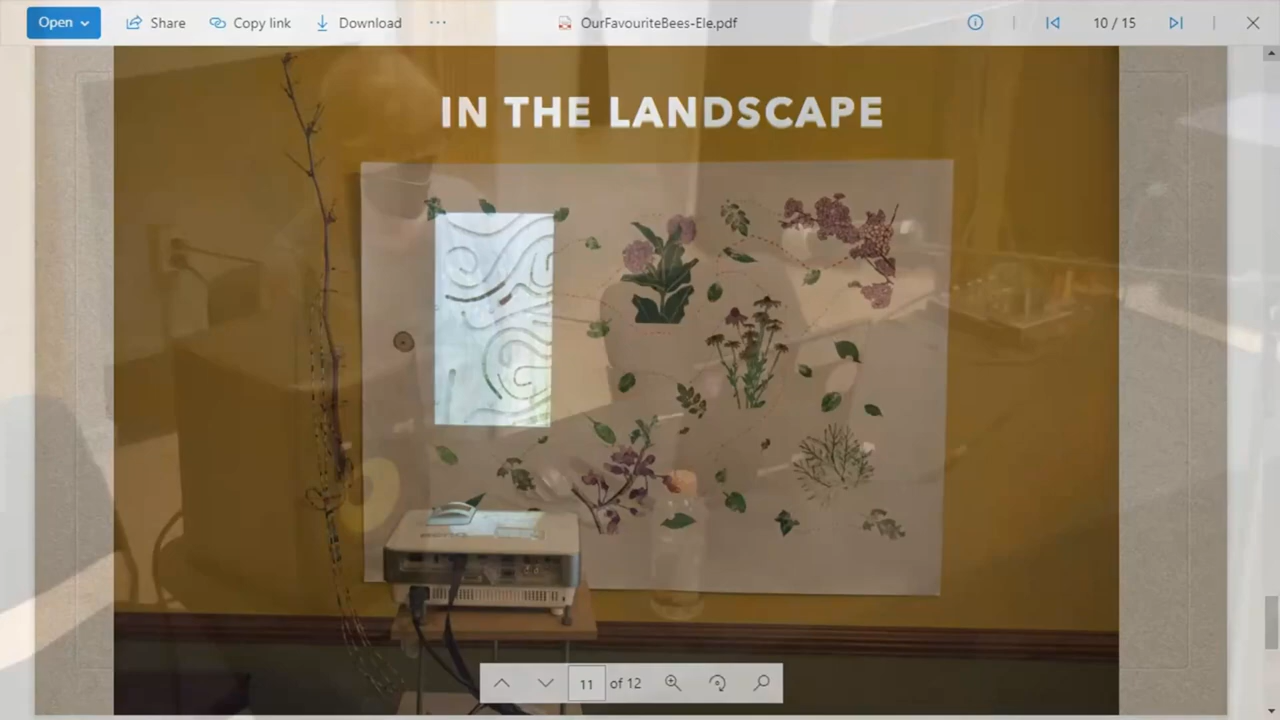 Open
Share
Copy link
Download
OurFavouriteBees-Ele.pdf
10 / 15
IN THE LANDSCAPE
11 of 12